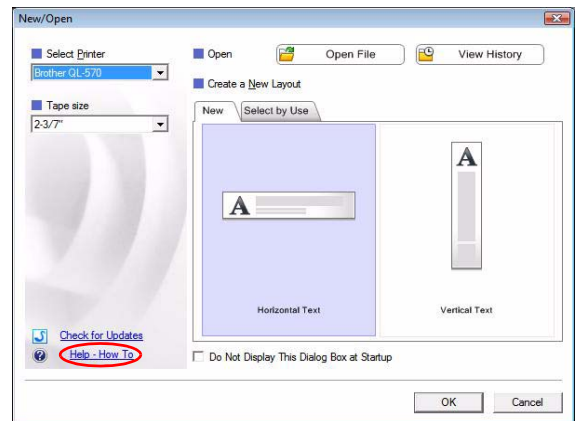 New/Open
Select Printer
Brother QL-570
Tape size
2-3/7"
Check for Updates
Help - How To
Open
Open File
View History
Create a New Layout
New
Select by Use
A
Horizontal Text
A
Vertical Text
Do Not Display This Dialog Box at Startup
OK
Cancel